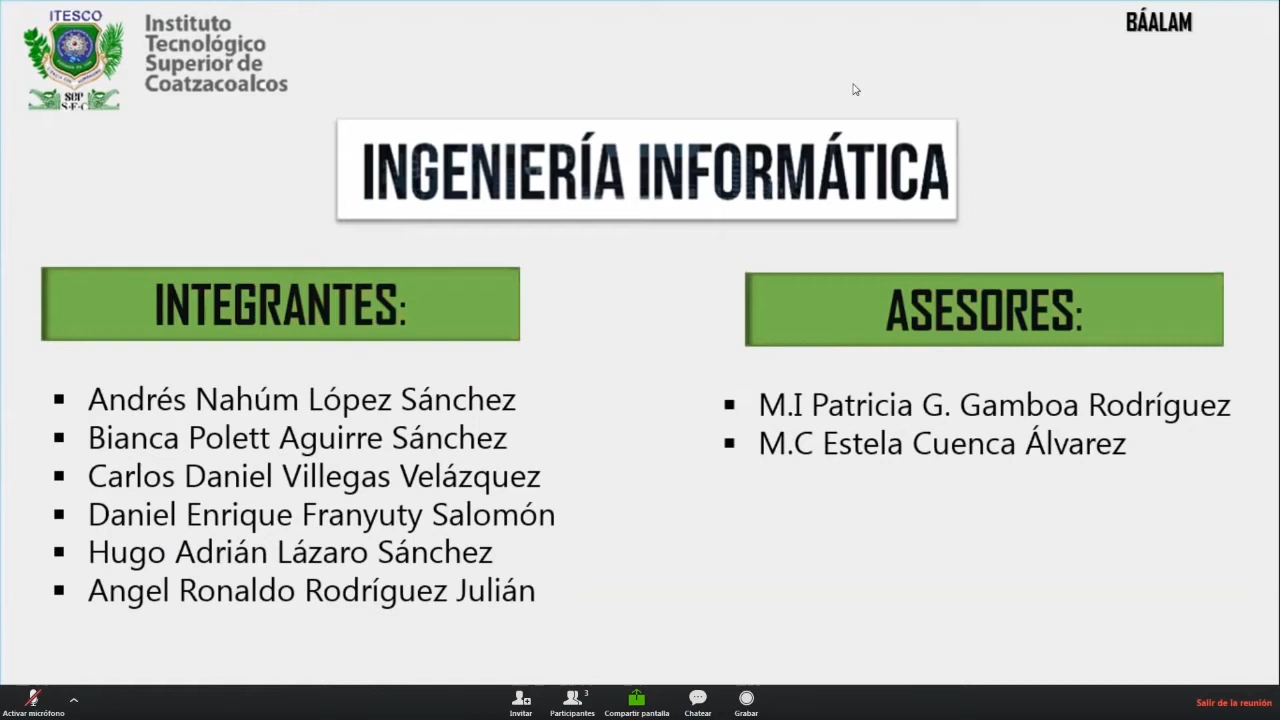 ITESCO
SEP
S.E.C
Instituto
Tecnológico
Superior de
Coatzacoalcos
BÁALAM
INGENIERÍA INFORMÁTICA
INTEGRANTES:
▪ Andrés Nahúm López Sánchez
▪ Bianca Polett Aguirre Sánchez
▪ Carlos Daniel Villegas Velázquez
▪ Daniel Enrique Franyuty Salomón
▪ Hugo Adrián Lázaro Sánchez
▪ Angel Ronaldo Rodríguez Julián
ASESORES:
▪ M.I Patricia G. Gamboa Rodríguez
▪ M.C Estela Cuenca Álvarez
Activar micrófono
Invitar
3
Participantes
Compartir pantalla
Chatear
Grabar
Salir de la reunión